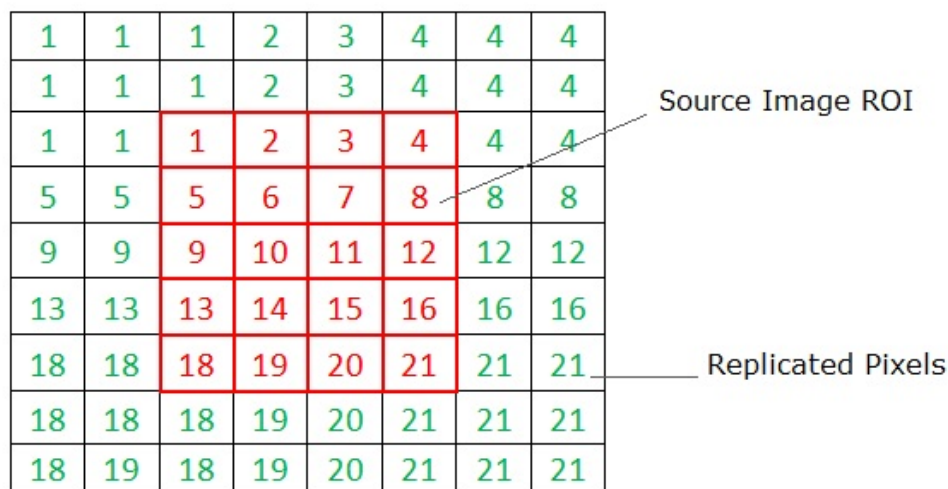 1 1 1 2 3 4 4 4
1 1 1 2 3 4 4 4
Source Image ROI
1 1 1 2 3 4 4 4
5 5 5 6 7 8 8 8
9 9 9 10 11 12 12 12
13 13 13 14 15 16 16 16
18 18 18 19 20 21 21 21
Replicated Pixels
18 18 18 19 20 21 21 21
18 19 18 19 20 21 21 21